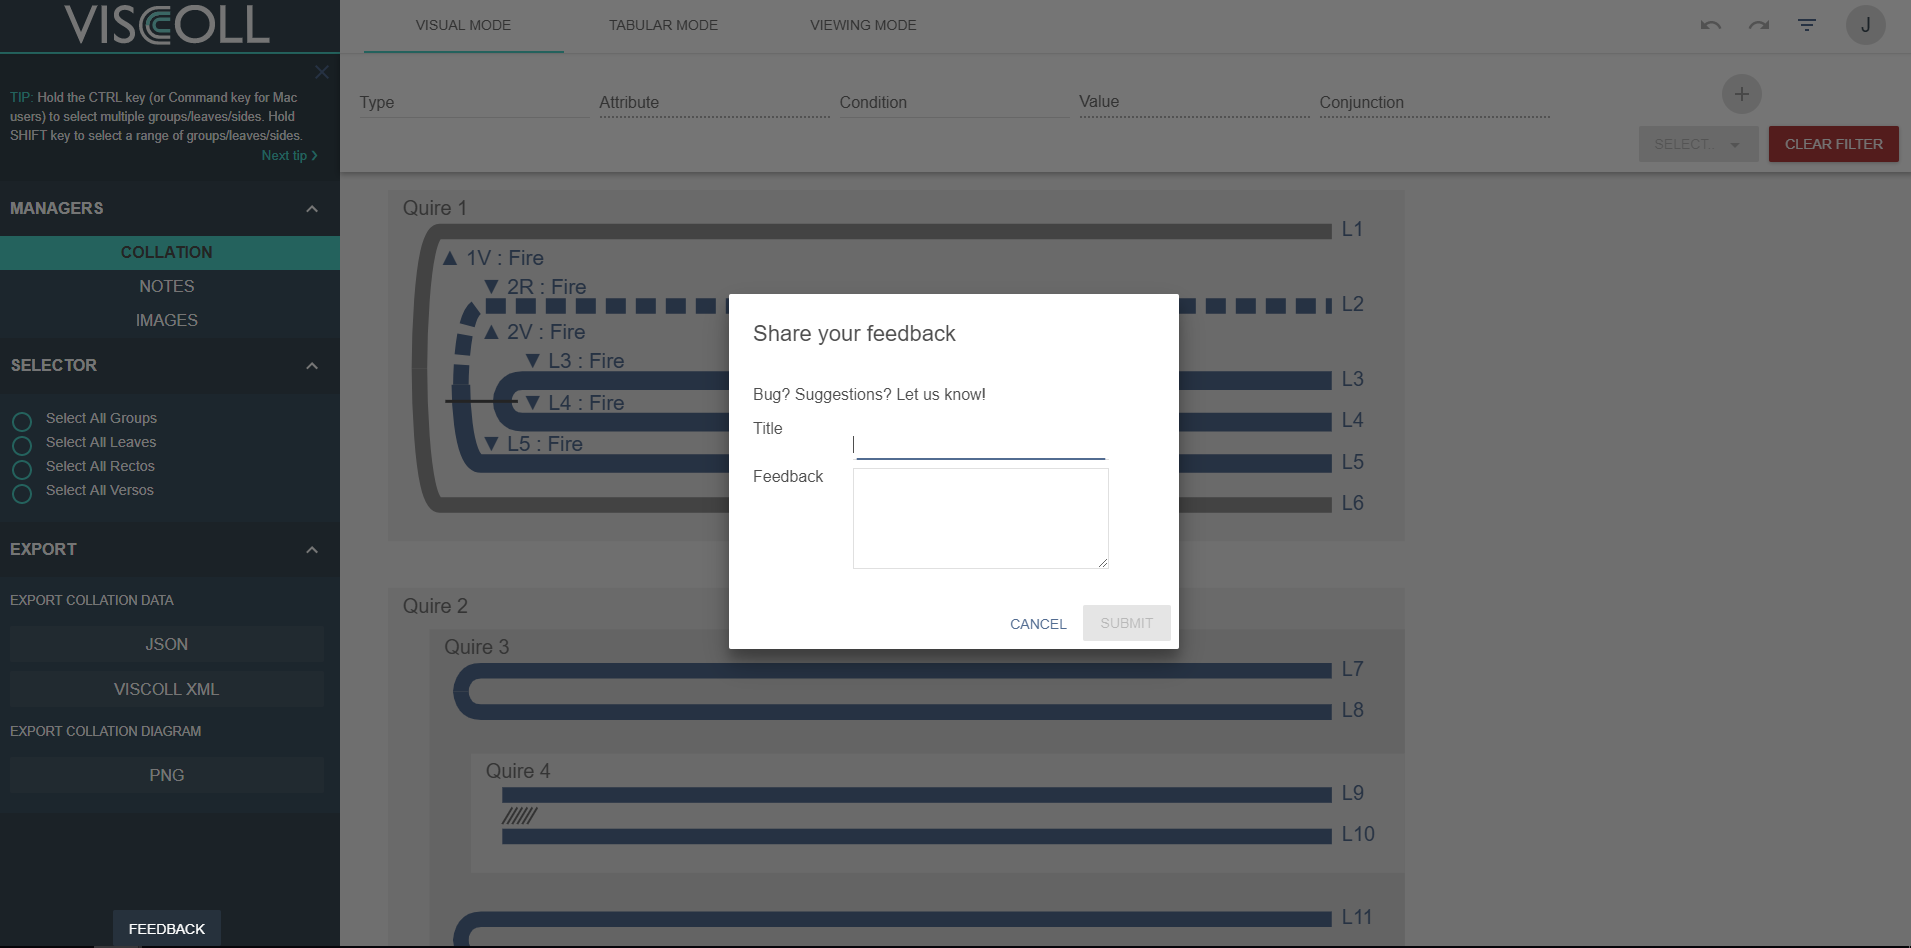 VISCOLL
VISUAL MODE
TABULAR MODE
VIEWING MODE
J
TIP: Hold the CTRL key (or Command key for Mac
users) to select multiple groups/leaves/sides. Hold
SHIFT key to select a range of groups/leaves/sides.
Next tip ❯
Type
Attribute
Condition
Value
Conjunction
SELECT..
CLEAR FILTER
MANAGERS
COLLATION
NOTES
IMAGES
SELECTOR
Select All Groups
Select All Leaves
Select All Rectos
Select All Versos
EXPORT
EXPORT COLLATION DATA
JSON
VISCOLL XML
EXPORT COLLATION DIAGRAM
PNG
FEEDBACK
Quire 1
L1
▲ 1V : Fire
▼ 2R : Fire
L2
▲ 2V : Fire
▼ L3 : Fire
L3
▼ L4 : Fire
L4
▼ L5 : Fire
L5
L6
Share your feedback
Bug? Suggestions? Let us know!
Title
Feedback
CANCEL
SUBMIT
Quire 2
Quire 3
L7
L8
Quire 4
L9
L10
L11